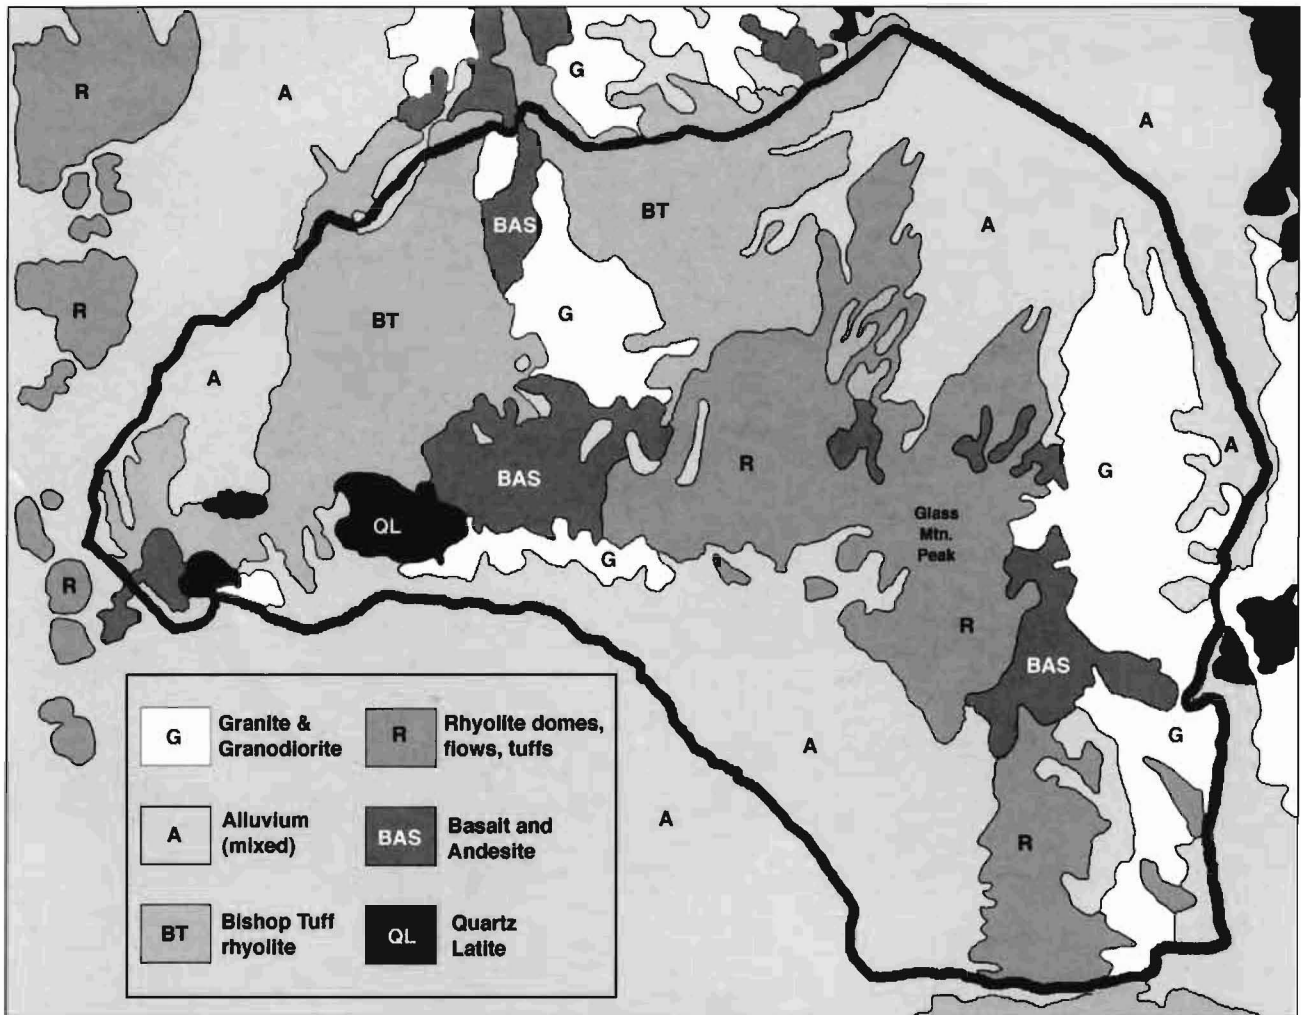 G
R
A
A
BT
BAS
A
R
G
BT
A
A
G
R
BAS
Glass
Mtn.
Peak
QL
G
R
R
BAS
G
A
A
R
G
Granite &
Granodiorite
R
Rhyolite domes,
flows, tuffs
A
Alluvium
(mixed)
BAS
Basalt and
Andesite
BT
Bishop Tuff
rhyolite
QL
Quartz
Latite